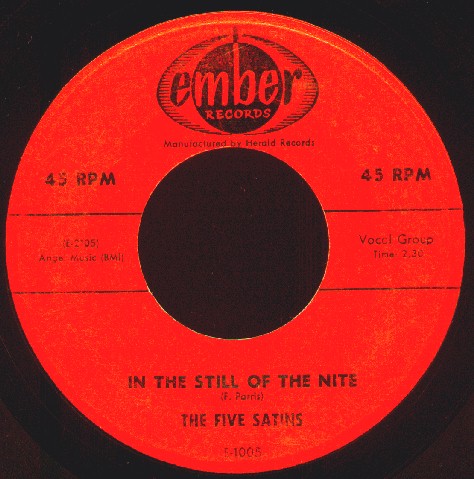 ember
RECORDS
Manufactured by Herald Records
45 RPM
45 RPM
(E-2105)
Angel Music (BMI)
Vocal Group
Time: 2:30
IN THE STILL OF THE NITE
(F. Parris)
THE FIVE SATINS
E-1005